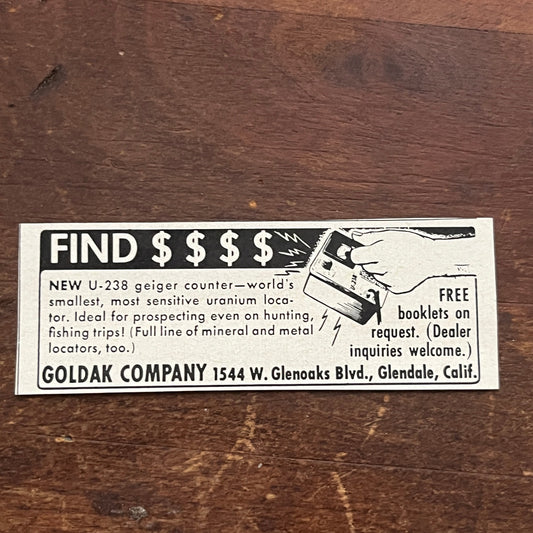 FIND $ $ $ $
NEW U-238 geiger counter—world's
smallest, most sensitive uranium loca-
tor. Ideal for prospecting even on hunting,
fishing trips! (Full line of mineral and metal
locators, too.)
FREE
booklets on
request. (Dealer
inquiries welcome.)
GOLDAK COMPANY 1544 W. Glenoaks Blvd., Glendale, Calif.